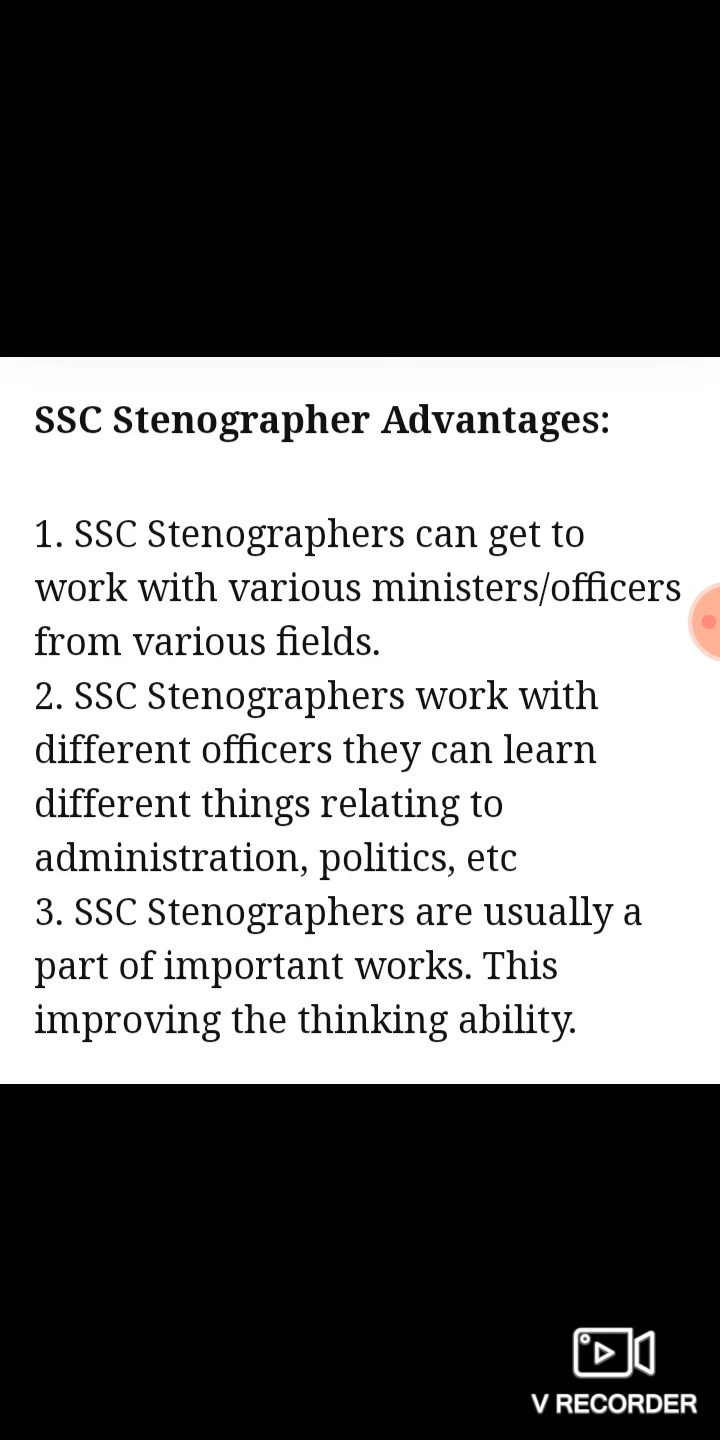 SSC Stenographer Advantages:
1. SSC Stenographers can get to
work with various ministers/officers
from various fields.
2. SSC Stenographers work with
different officers they can learn
different things relating to
administration, politics, etc
3. SSC Stenographers are usually a
part of important works. This
improving the thinking ability.
V RECORDER